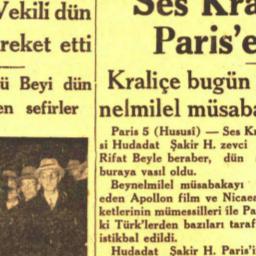 Vekili dün
reket etti
ü Beyi dün
en sefirler
Ses Kra
Paris'e
Kraliçe bugün
nelmilel müsaba
Paris 5 (Hususî) — Ses Kr
si Hudadat Şakir H. zevci
Rifat Beyle beraber, dün
buraya vasıl oldu.
Beynelmilel müsabakayı
eden Apollon film ve Nicaea
ketlerinin mümessilleri ile Pa
ki Türk'lerden bazıları taraf
istikbal edildi.
Hudadat Şakir H. Paris'i